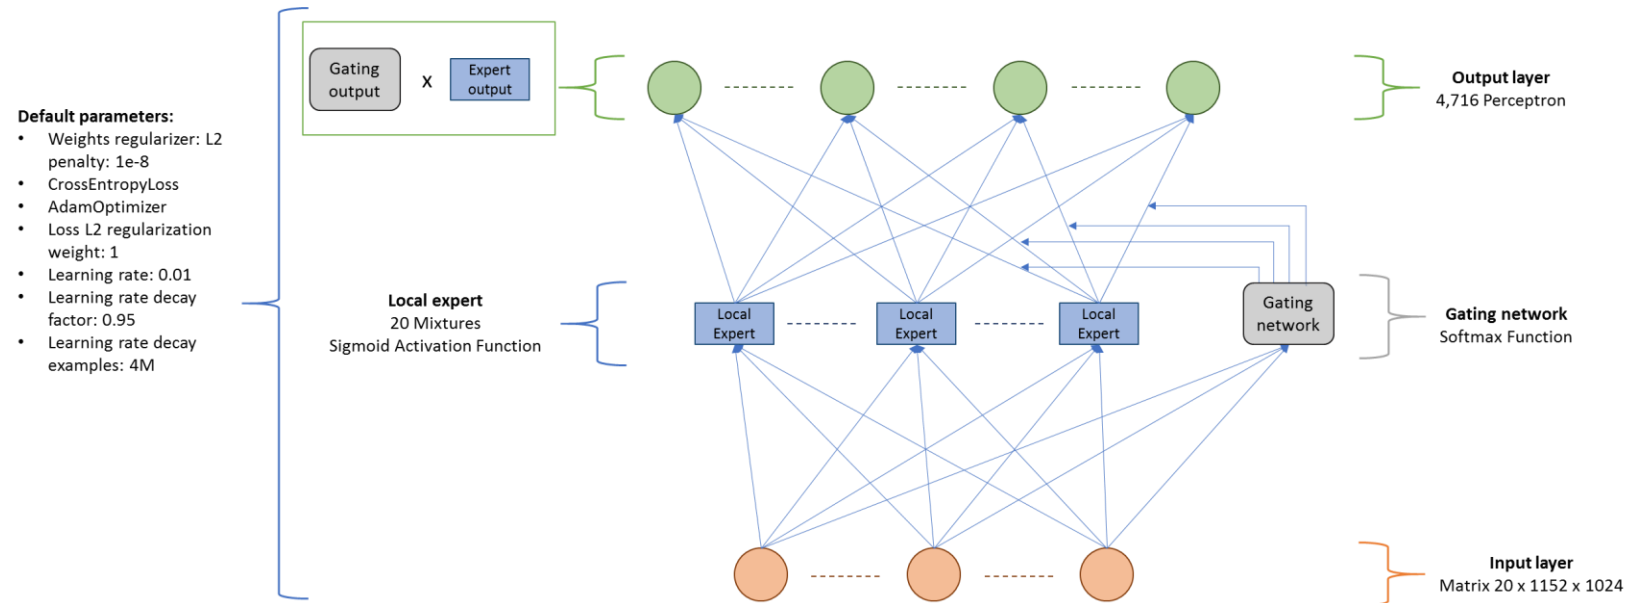 Default parameters:
• Weights regularizer: L2
penalty: 1e-8
• CrossEntropyLoss
• AdamOptimizer
• Loss L2 regularization
weight: 1
• Learning rate: 0.01
• Learning rate decay
factor: 0.95
• Learning rate decay
examples: 4M
Gating
output
x
Expert
output
Output layer
4,716 Perceptron
Local expert
20 Mixtures
Sigmoid Activation Function
Local
Expert
Local
Expert
Local
Expert
Gating
network
Gating network
Softmax Function
Input layer
Matrix 20 x 1152 x 1024